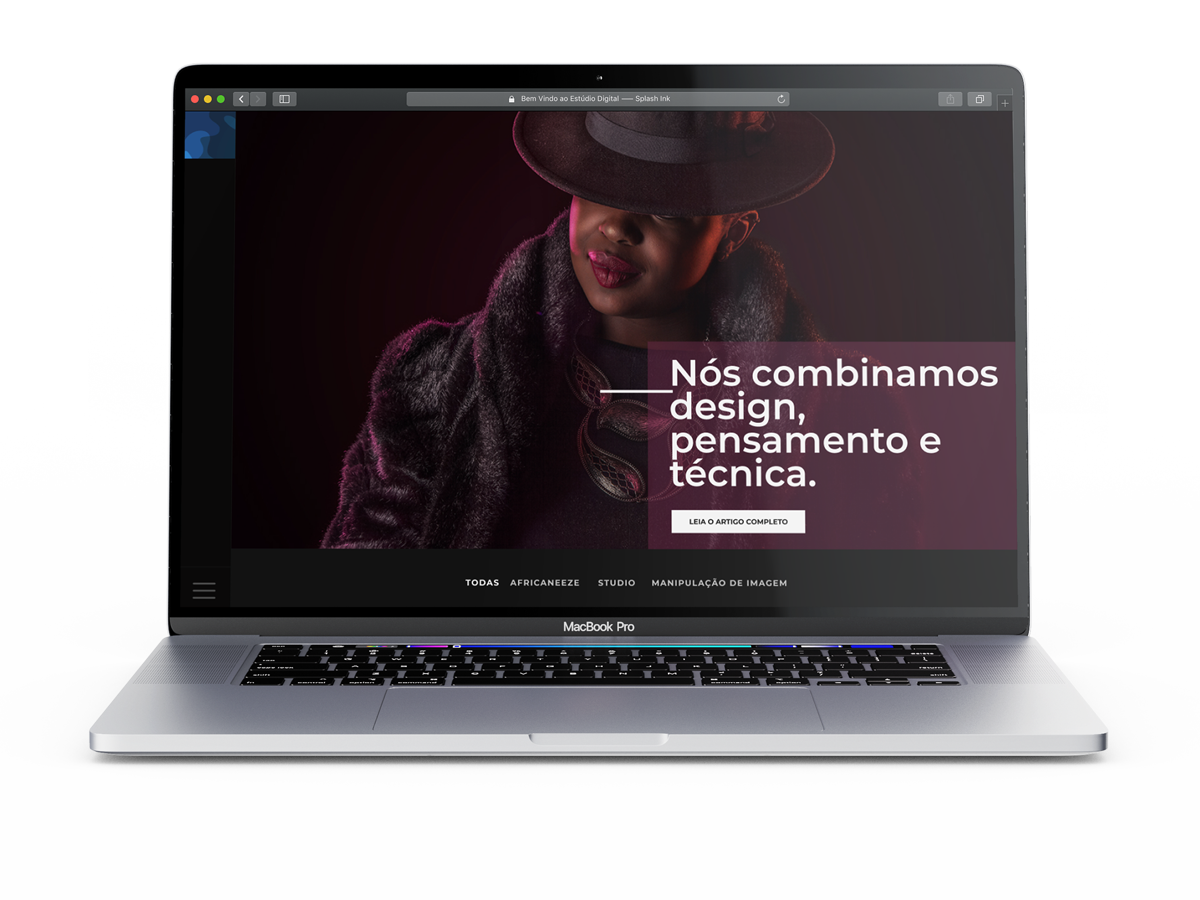 Bem Vindo ao Estúdio Digital —– Splash Ink
Nós combinamos
design,
pensamento e
técnica.
LEIA O ARTIGO COMPLETO
TODAS AFRICANEEZE STUDIO MANIPULAÇÃO DE IMAGEM
MacBook Pro